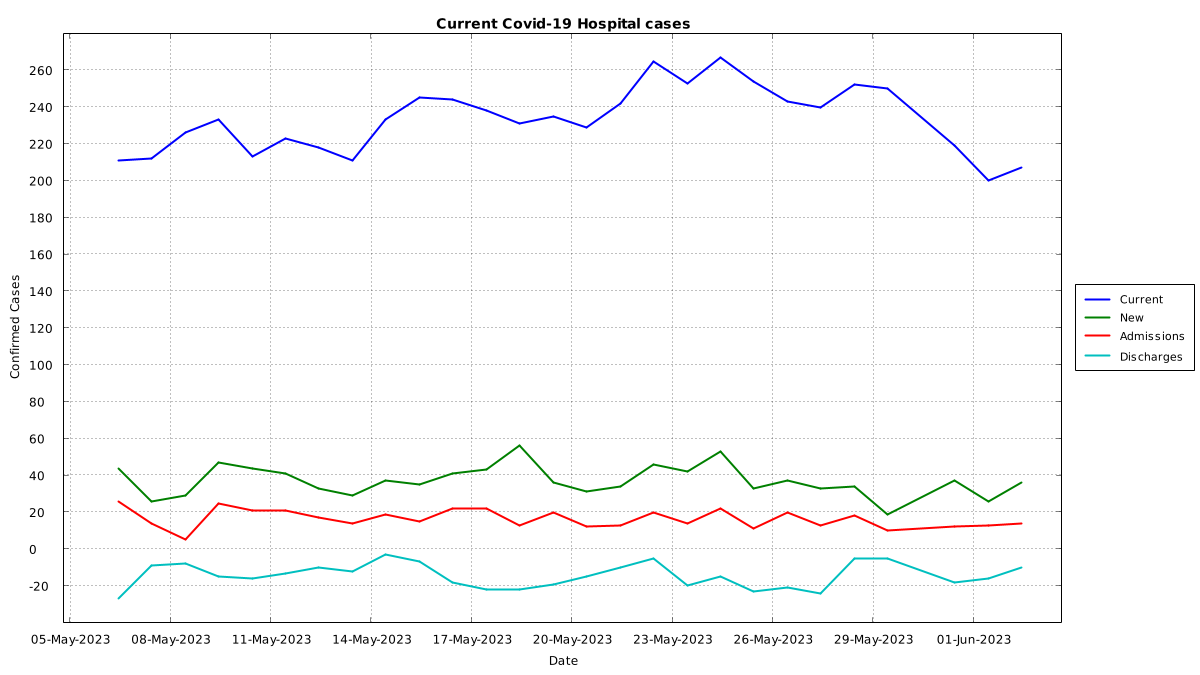 Current Covid-19 Hospital cases
260
240
220
200
180
160
140
120
100
80
60
40
20
0
-20
Confirmed Cases
05-May-2023 08-May-2023 11-May-2023 14-May-2023 17-May-2023 20-May-2023 23-May-2023 26-May-2023 29-May-2023 01-Jun-2023
Date
Current
New
Admissions
Discharges